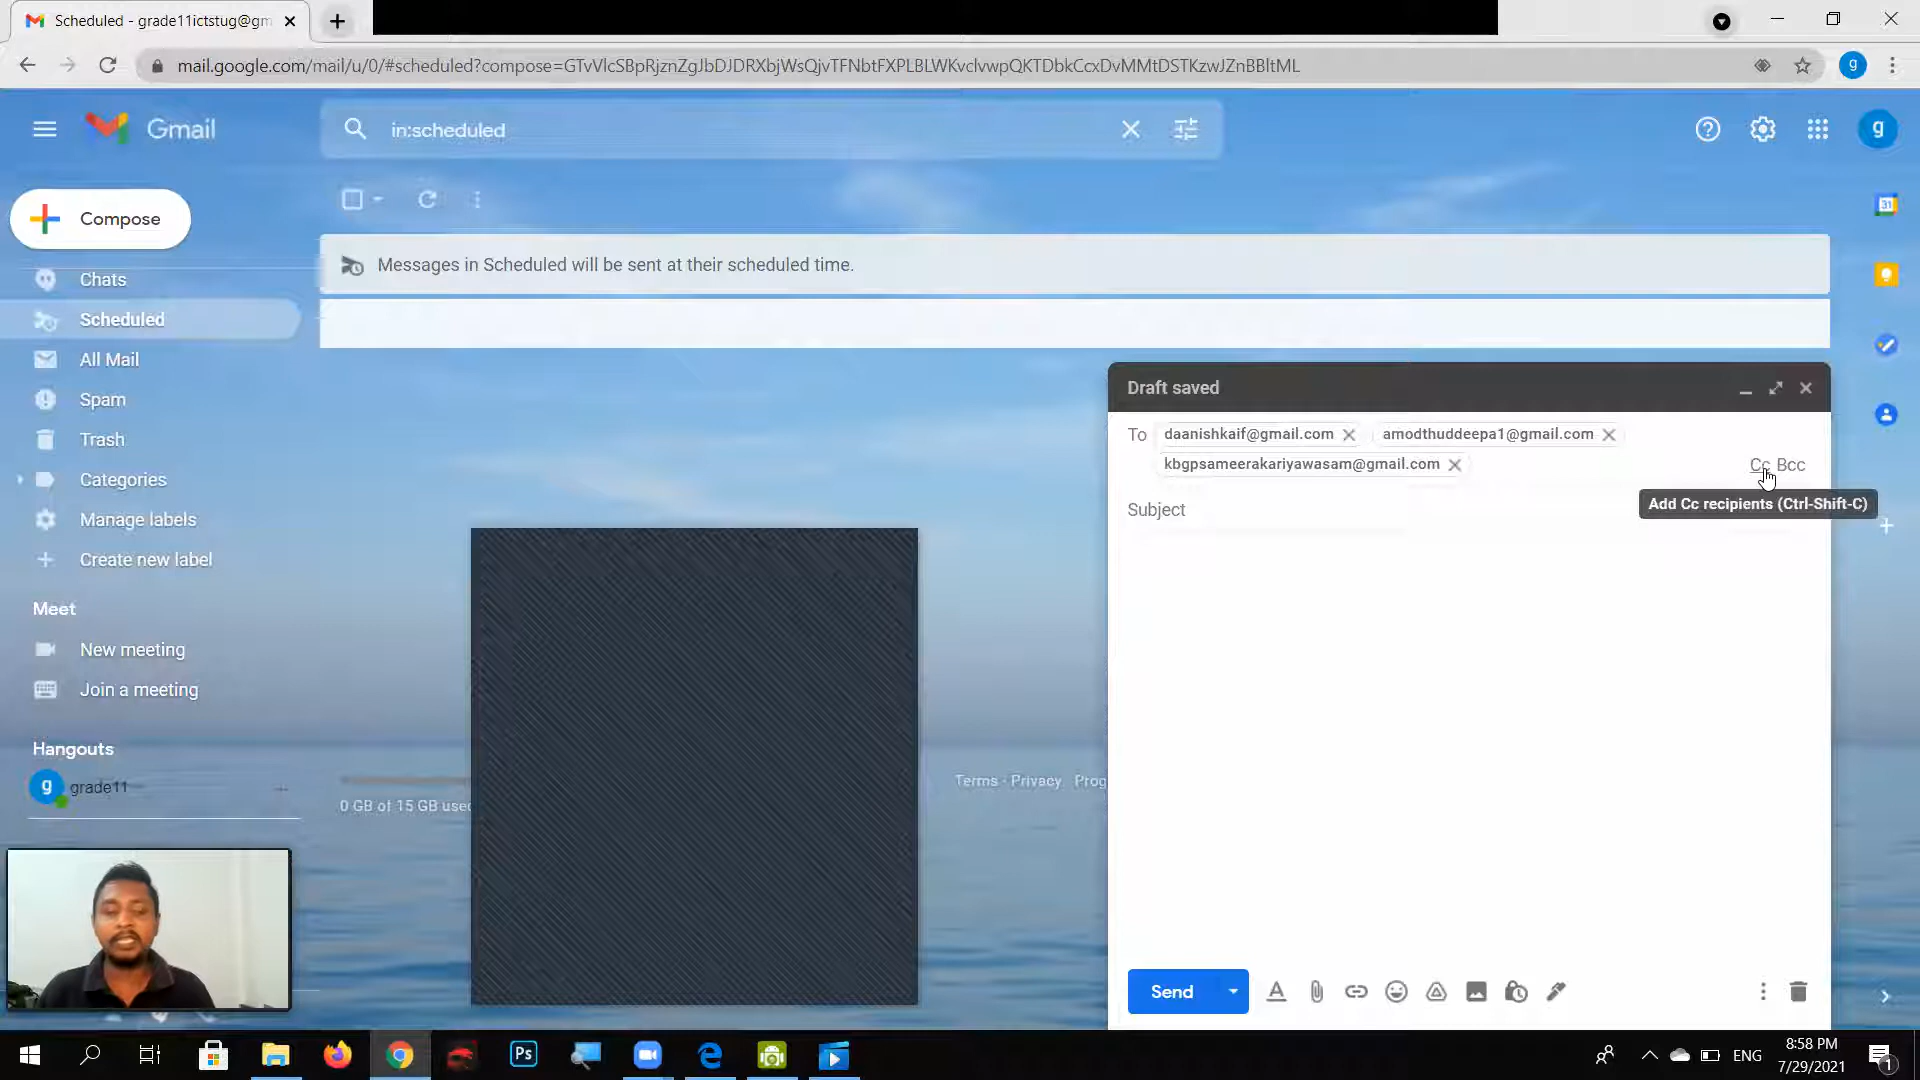 Scheduled - grade11ictstug@gm
mail.google.com/mail/u/0/#scheduled?compose=GTvVlcSBpRjznZgJbDJDRXbjWsQjvTFNbtFXPLBLWKvclvwpQKTDbkCcxDvMMtDSTKzwJZnBBltML
g
Gmail
in:scheduled
g
Compose
31
Messages in Scheduled will be sent at their scheduled time.
Chats
Scheduled
All Mail
Spam
Trash
Categories
Manage labels
Create new label
Meet
New meeting
Join a meeting
Hangouts
g grade11
0 GB of 15 GB used
Terms · Privacy Prog
Draft saved
To daanishkaif@gmail.com amodthuddeepa1@gmail.com
kbgpsameerakariyawasam@gmail.com
Cc Bcc
Add Cc recipients (Ctrl-Shift-C)
Subject
Send
Ps
ENG
8:58 PM
7/29/2021
1